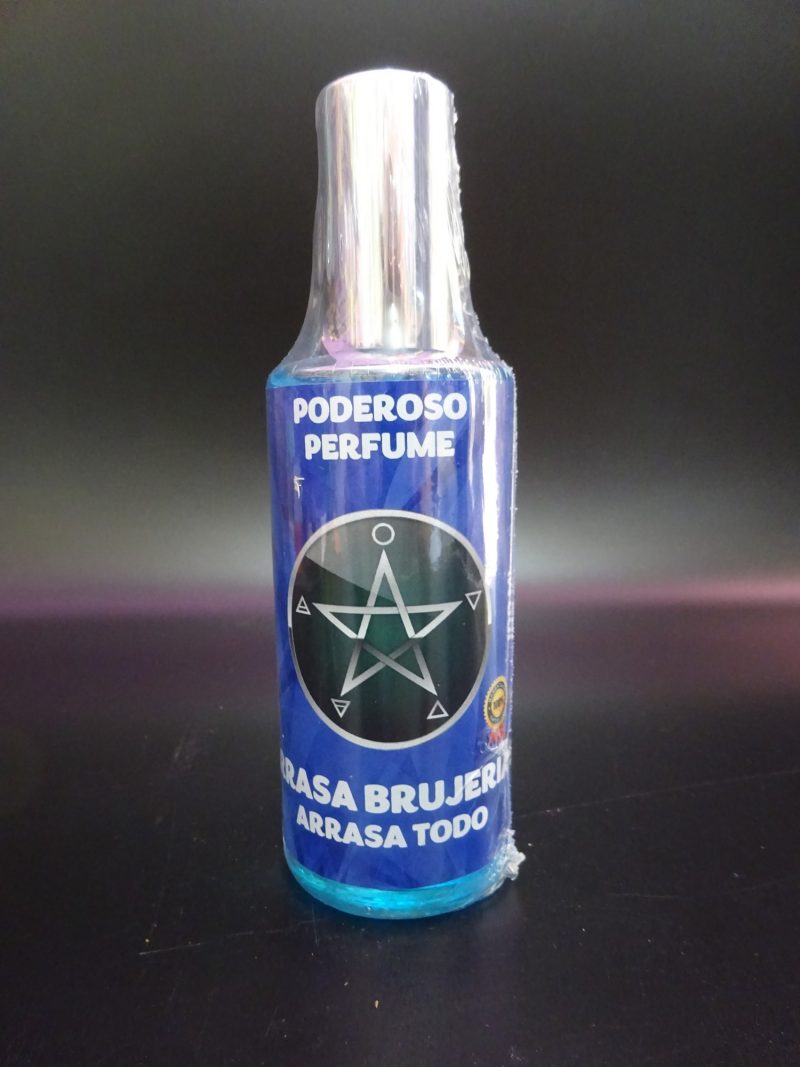 PODEROSO
PERFUME
RRASA BRUJERIA
ARRASA TODO